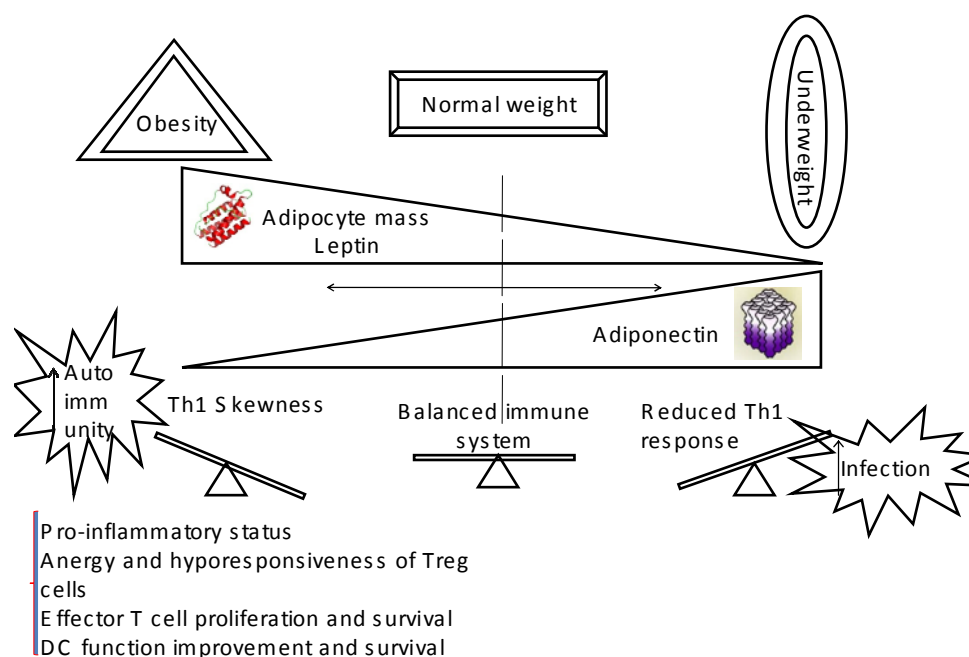 Obesity
Normal weight
Underweight
Adipocyte mass
Leptin
Adiponectin
Auto
imm
unity
Th1 Skewness
Balanced immune
system
Reduced Th1
response
Infection
Pro-inflammatory status
Anergy and hyporesponsiveness of Treg
cells
Effector T cell proliferation and survival
DC function improvement and survival